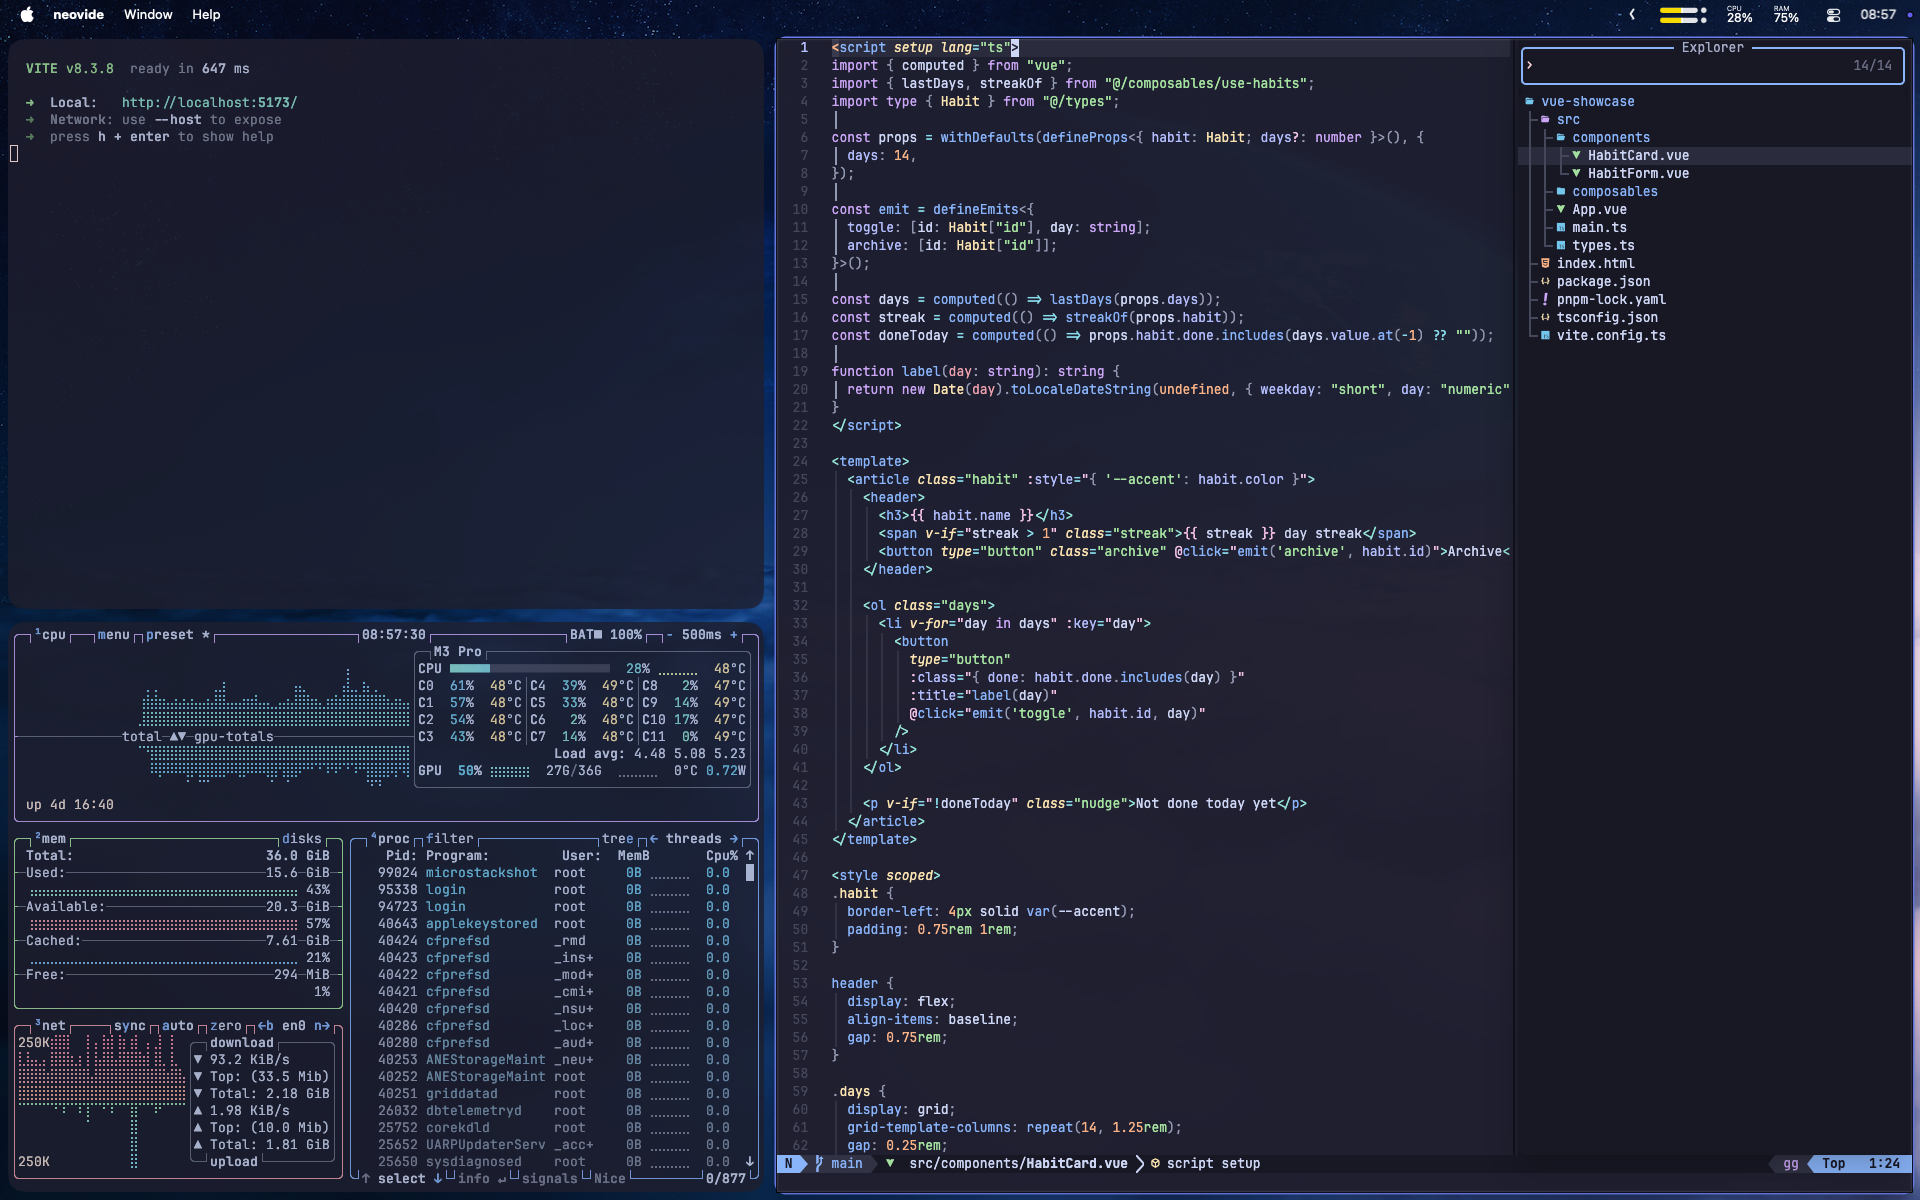 neovide Window Help
CPU 28% RAM 75% 08:57
VITE v8.3.8 ready in 647 ms
➜ Local: http://localhost:5173/
➜ Network: use --host to expose
➜ press h + enter to show help
¹cpu menu preset * 08:57:30 BAT■ 100% - 500ms +
M3 Pro
CPU 28% 48°C
C0 61% 48°C C4 39% 49°C C8 2% 47°C
C1 57% 48°C C5 33% 48°C C9 14% 49°C
C2 54% 48°C C6 2% 48°C C10 17% 47°C
C3 43% 48°C C7 14% 48°C C11 0% 49°C
Load avg: 4.48 5.08 5.23
GPU 50% 27G/36G 0°C 0.72W
total ▲▼ gpu-totals
up 4d 16:40
²mem disks
Total: 36.0 GiB
Used: 15.6 GiB
43%
Available: 20.3 GiB
57%
Cached: 7.61 GiB
21%
Free: 294 MiB
1%
³net sync auto zero ←b en0 n→
250K
download
▼ 93.2 KiB/s
▼ Top: (33.5 Mib)
▼ Total: 2.18 GiB
▲ 1.98 KiB/s
▲ Top: (10.0 Mib)
▲ Total: 1.81 GiB
upload
250K
⁴proc filter tree ← threads →
Pid: Program: User: MemB Cpu% ↑
99024 microstackshot root 0B 0.0
95338 login root 0B 0.0
94723 login root 0B 0.0
40643 applekeystored root 0B 0.0
40424 cfprefsd _rmd 0B 0.0
40423 cfprefsd _ins+ 0B 0.0
40422 cfprefsd _mod+ 0B 0.0
40421 cfprefsd _cmi+ 0B 0.0
40420 cfprefsd _nsu+ 0B 0.0
40286 cfprefsd _loc+ 0B 0.0
40280 cfprefsd _aud+ 0B 0.0
40253 ANEStorageMaint _neu+ 0B 0.0
40252 ANEStorageMaint root 0B 0.0
40251 griddatad root 0B 0.0
26032 dbtelemetryd root 0B 0.0
25752 corekdld root 0B 0.0
25652 UARPUpdaterServ _acc+ 0B 0.0
25650 sysdiagnosed root 0B 0.0 ↓
↑ select ↓ info ↵ signals Nice 0/877
1 <script setup lang="ts">
2 import { computed } from "vue";
3 import { lastDays, streakOf } from "@/composables/use-habits";
4 import type { Habit } from "@/types";
5
6 const props = withDefaults(defineProps<{ habit: Habit; days?: number }>(), {
7 days: 14,
8 });
9
10 const emit = defineEmits<{
11 toggle: [id: Habit["id"], day: string];
12 archive: [id: Habit["id"]];
13 }>();
14
15 const days = computed(() => lastDays(props.days));
16 const streak = computed(() => streakOf(props.habit));
17 const doneToday = computed(() => props.habit.done.includes(days.value.at(-1) ?? ""));
18
19 function label(day: string): string {
20 return new Date(day).toLocaleDateString(undefined, { weekday: "short", day: "numeric"
21 }
22 </script>
23
24 <template>
25 <article class="habit" :style="{ '--accent': habit.color }">
26 <header>
27 <h3>{{ habit.name }}</h3>
28 <span v-if="streak > 1" class="streak">{{ streak }} day streak</span>
29 <button type="button" class="archive" @click="emit('archive', habit.id)">Archive<
30 </header>
31
32 <ol class="days">
33 <li v-for="day in days" :key="day">
34 <button
35 type="button"
36 :class="{ done: habit.done.includes(day) }"
37 :title="label(day)"
38 @click="emit('toggle', habit.id, day)"
39 />
40 </li>
41 </ol>
42
43 <p v-if="!doneToday" class="nudge">Not done today yet</p>
44 </article>
45 </template>
46
47 <style scoped>
48 .habit {
49 border-left: 4px solid var(--accent);
50 padding: 0.75rem 1rem;
51 }
52
53 header {
54 display: flex;
55 align-items: baseline;
56 gap: 0.75rem;
57 }
58
59 .days {
60 display: grid;
61 grid-template-columns: repeat(14, 1.25rem);
62 gap: 0.25rem;
N main ▼ src/components/HabitCard.vue script setup gg Top 1:24
Explorer
14/14
vue-showcase
src
components
HabitCard.vue
HabitForm.vue
composables
App.vue
main.ts
types.ts
index.html
package.json
pnpm-lock.yaml
tsconfig.json
vite.config.ts